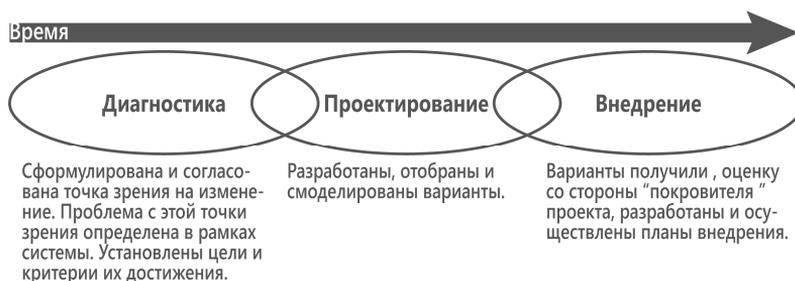 Время
Диагностика
Проектирование
Внедрение
Сформулирована и согласо-
вана точка зрения на измене-
ние. Проблема с этой точки
зрения определена в рамках
системы. Установлены цели и
критерии их достижения.
Разработаны, отобраны и
смоделированы варианты.
Варианты получили , оценку
со стороны “покровителя ”
проекта, разработаны и осу-
ществлены планы внедрения.